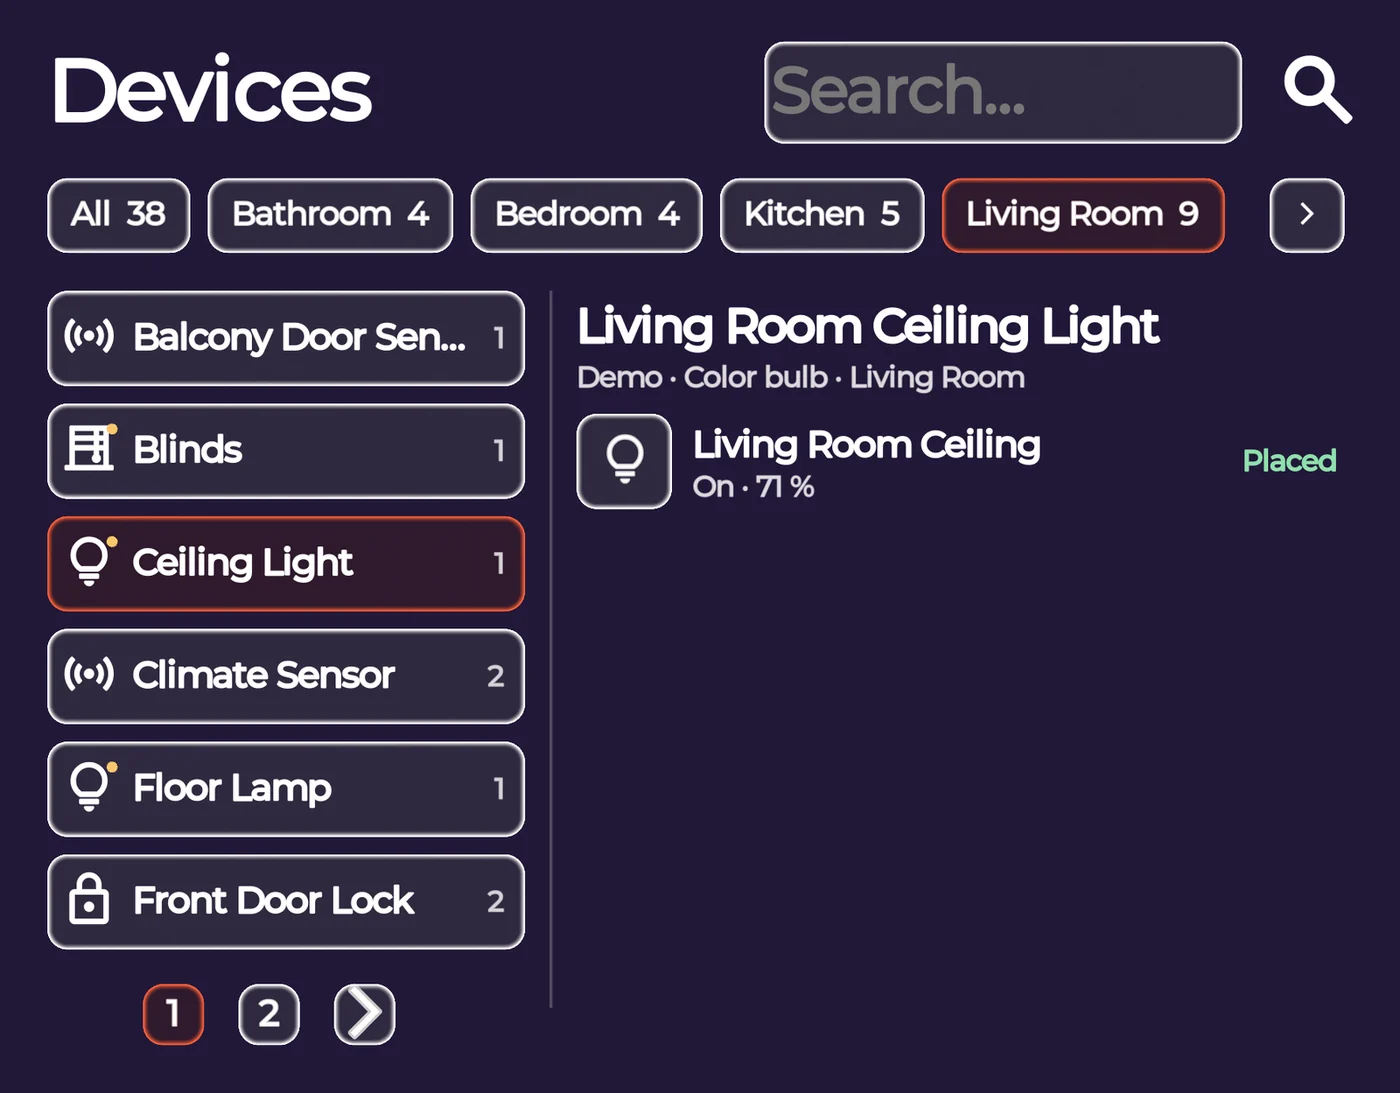 Devices
Search...
All 38
Bathroom 4
Bedroom 4
Kitchen 5
Living Room 9
Balcony Door Sen... 1
Blinds 1
Ceiling Light 1
Climate Sensor 2
Floor Lamp 1
Front Door Lock 2
1 2
Living Room Ceiling Light
Demo · Color bulb · Living Room
Living Room Ceiling
On · 71 %
Placed